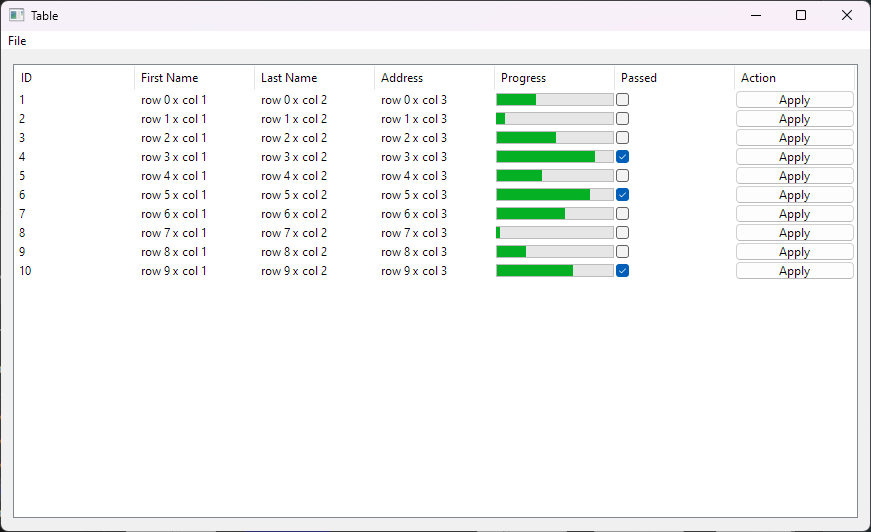 Table
File
ID First Name Last Name Address Progress Passed Action
1 row 0 x col 1 row 0 x col 2 row 0 x col 3 Apply
2 row 1 x col 1 row 1 x col 2 row 1 x col 3 Apply
3 row 2 x col 1 row 2 x col 2 row 2 x col 3 Apply
4 row 3 x col 1 row 3 x col 2 row 3 x col 3 Apply
5 row 4 x col 1 row 4 x col 2 row 4 x col 3 Apply
6 row 5 x col 1 row 5 x col 2 row 5 x col 3 Apply
7 row 6 x col 1 row 6 x col 2 row 6 x col 3 Apply
8 row 7 x col 1 row 7 x col 2 row 7 x col 3 Apply
9 row 8 x col 1 row 8 x col 2 row 8 x col 3 Apply
10 row 9 x col 1 row 9 x col 2 row 9 x col 3 Apply